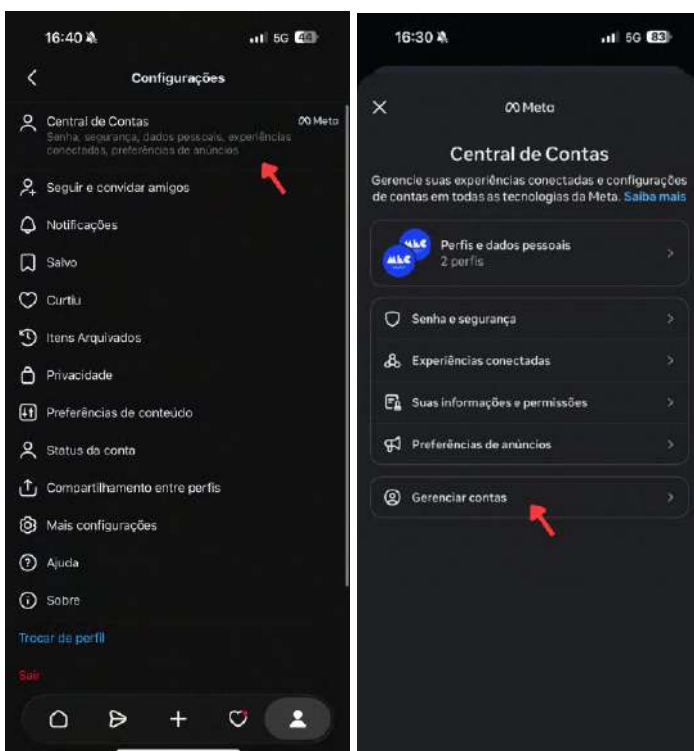 16:40
5G 44
Configurações
Central de Contas
Meta
Senha, segurança, dados pessoais, experiências
conectadas, preferências de anúncios
Seguir e convidar amigos
Notificações
Salvo
Curtiu
Itens Arquivados
Privacidade
Preferências de conteúdo
Status da conta
Compartilhamento entre perfis
Mais configurações
Ajuda
Sobre
Trocar de perfil
Sair
16:30
5G 83
Meta
Central de Contas
Gerencie suas experiências conectadas e configurações
de contas em todas as tecnologias da Meta. Saiba mais
Perfis e dados pessoais
2 perfis
Senha e segurança
Experiências conectadas
Suas informações e permissões
Preferências de anúncios
Gerenciar contas